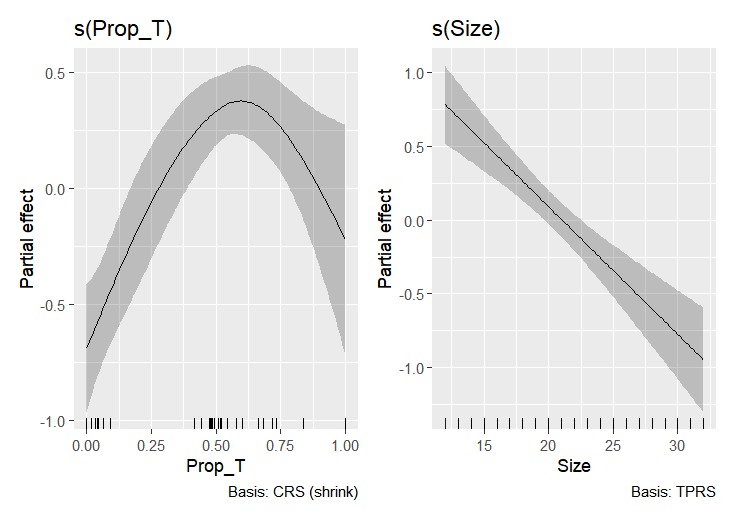 s(Prop_T)
0.5
0.0
-0.5
-1.0
Partial effect
0.00 0.25 0.50 0.75 1.00
Prop_T
Basis: CRS (shrink)
s(Size)
1.0
0.5
0.0
-0.5
-1.0
Partial effect
15 20 25 30
Size
Basis: TPRS